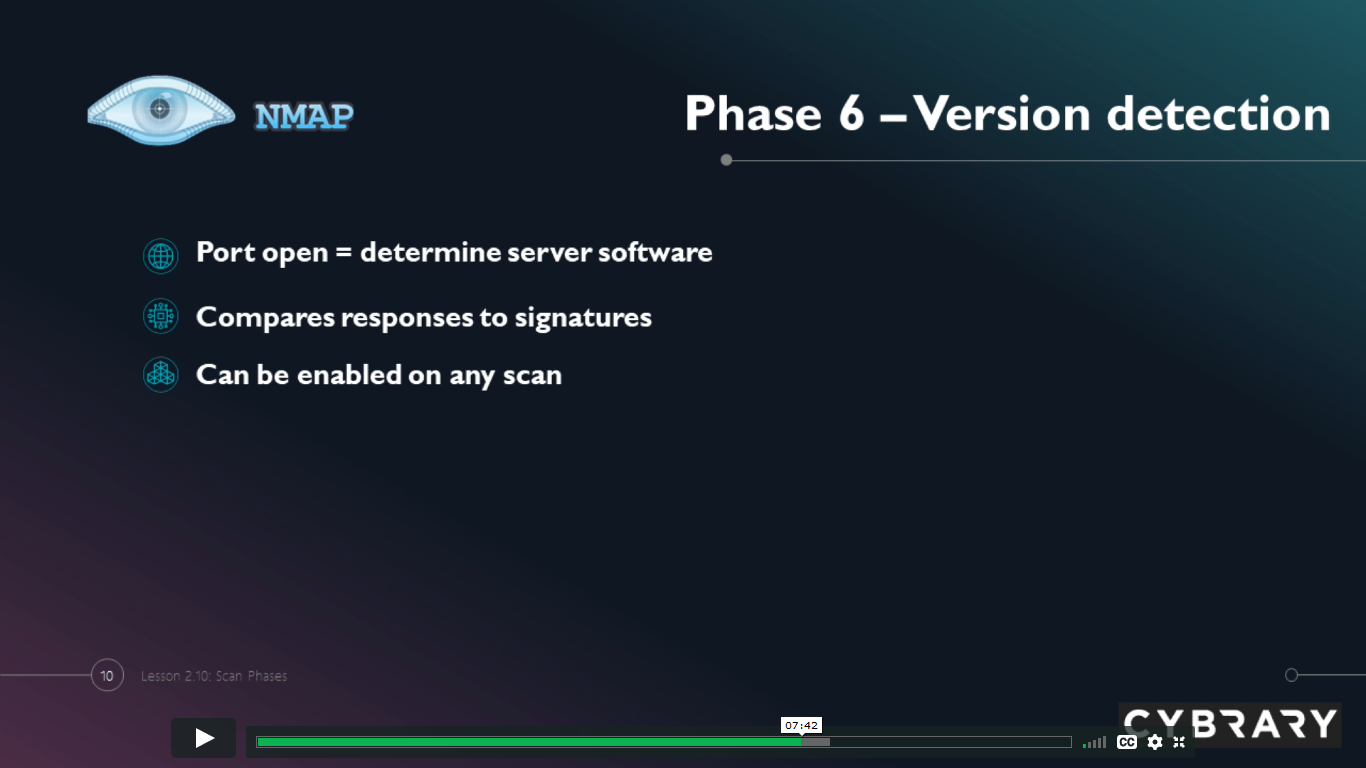 NMAP
Phase 6 – Version detection
Port open = determine server software
Compares responses to signatures
Can be enabled on any scan
10
Lesson 2.10: Scan Phases
07:42
CC
CYBRARY